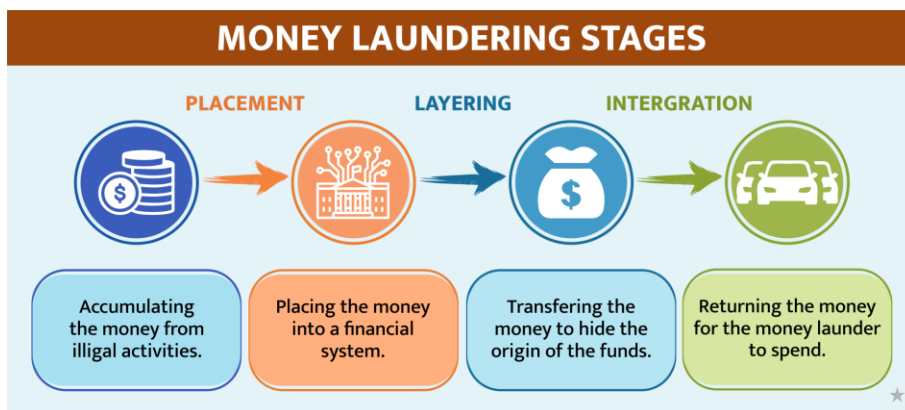 MONEY LAUNDERING STAGES
PLACEMENT
LAYERING
INTERGRATION
$
$
Accumulating
the money from
illigal activities.
Placing the money
into a financial
system.
Transfering the
money to hide the
origin of the funds.
Returning the money
for the money launder
to spend.